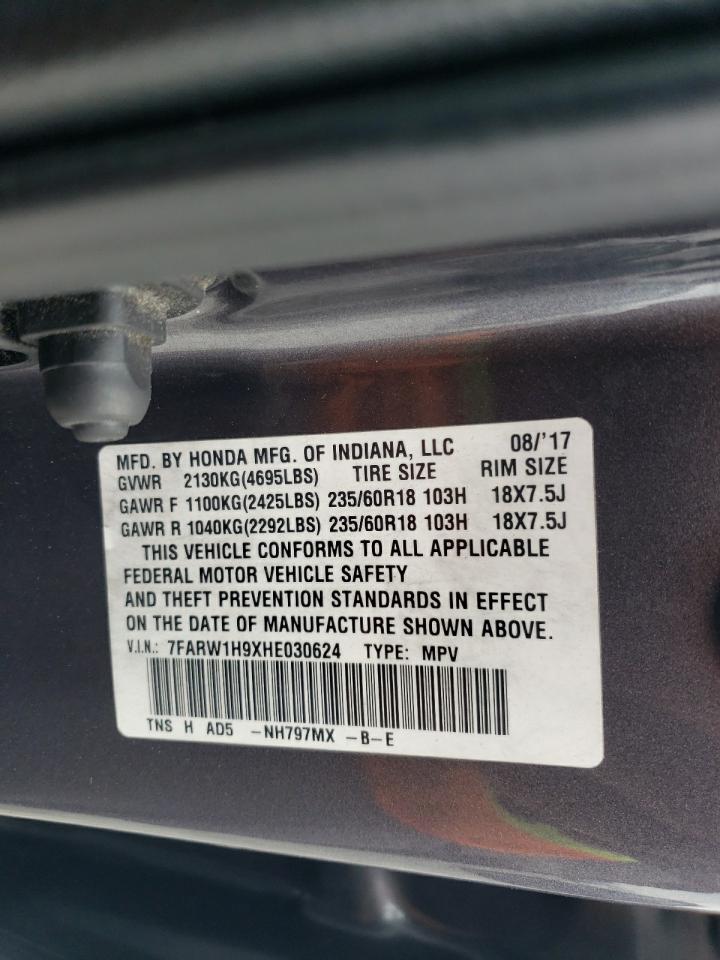 MFD. BY HONDA MFG. OF INDIANA, LLC 08/'17
GVWR 2130KG(4695LBS) TIRE SIZE RIM SIZE
GAWR F 1100KG(2425LBS) 235/60R18 103H 18X7.5J
GAWR R 1040KG(2292LBS) 235/60R18 103H 18X7.5J
THIS VEHICLE CONFORMS TO ALL APPLICABLE
FEDERAL MOTOR VEHICLE SAFETY
AND THEFT PREVENTION STANDARDS IN EFFECT
ON THE DATE OF MANUFACTURE SHOWN ABOVE.
V.I.N.: 7FARW1H9XHE030624 TYPE: MPV
TNS H AD5 -NH797MX -B-E